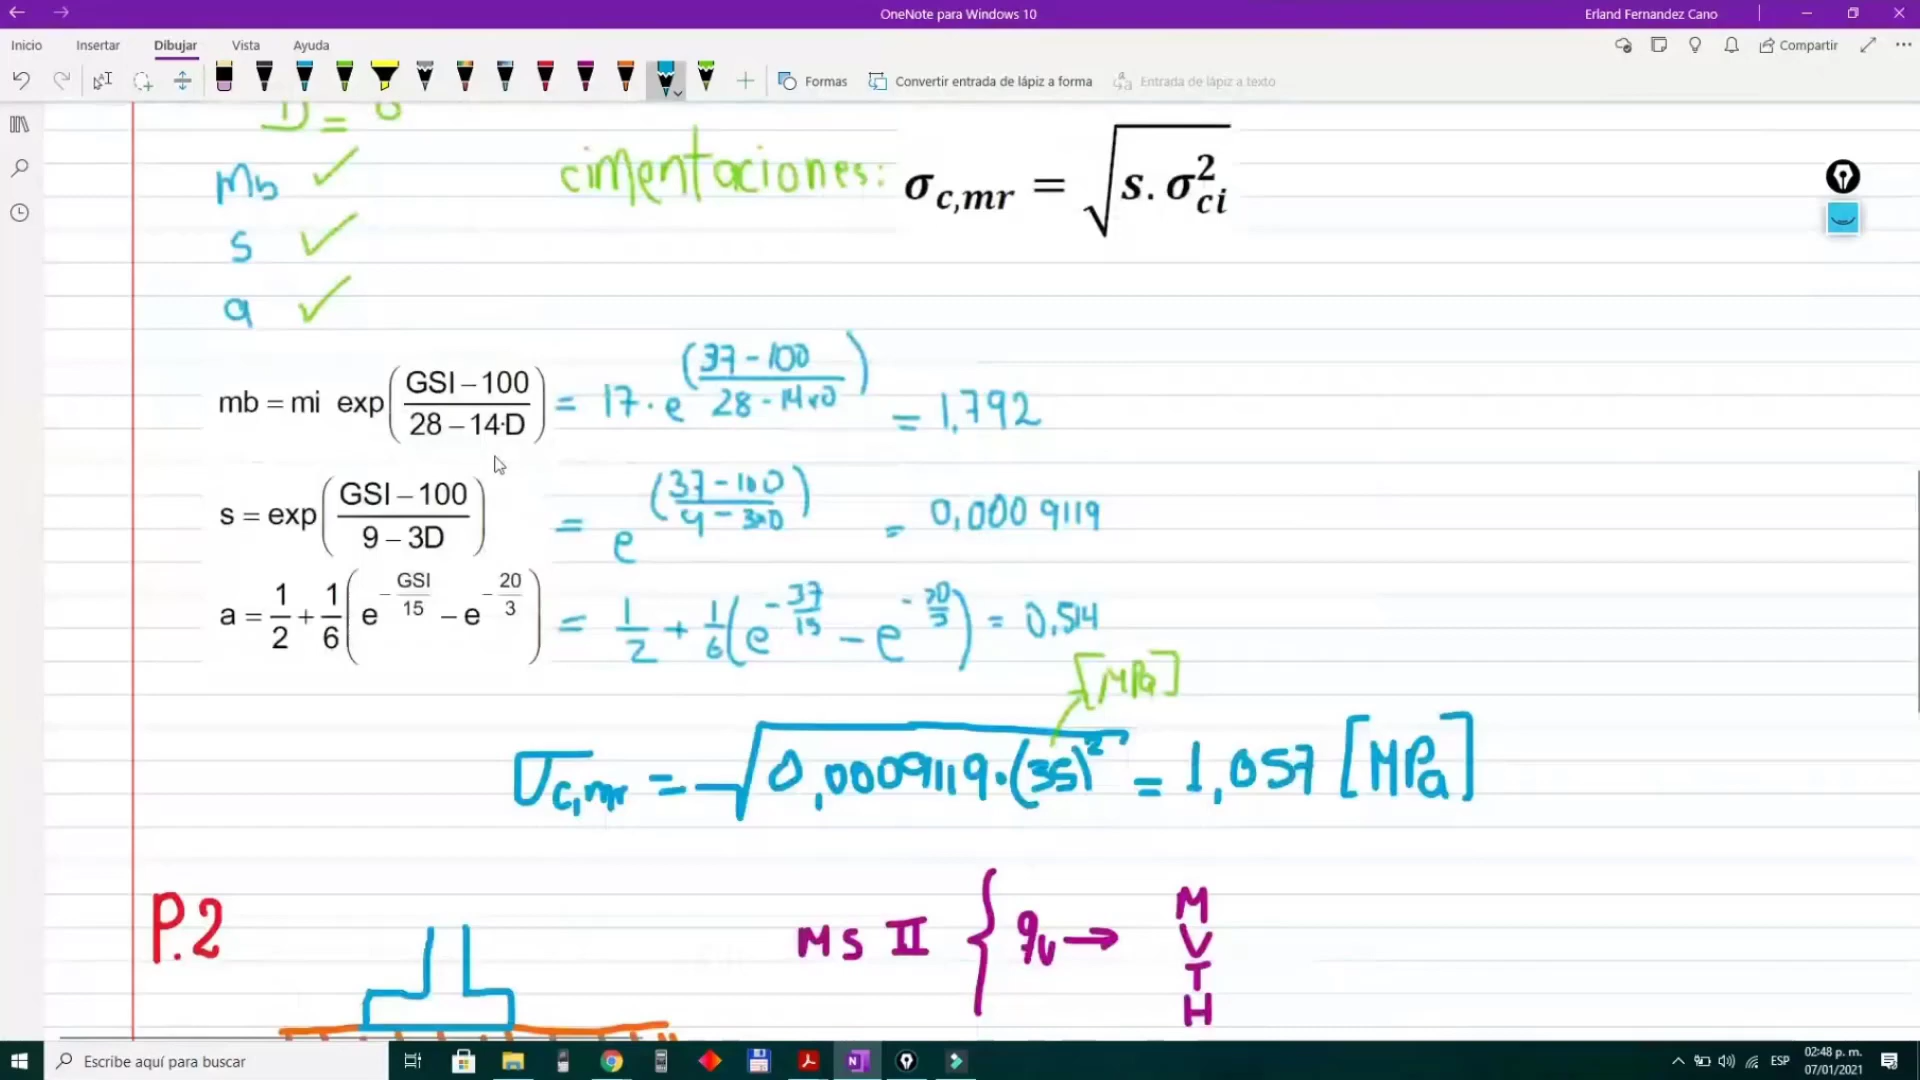 OneNote para Windows 10
Erland Fernandez Cano
Inicio Insertar Dibujar Vista Ayuda
Compartir
Formas Convertir entrada de lápiz a forma Entrada de lápiz a texto
D =
mb
cimentaciones: σc,mr = √s.σci²
s
a
mb = mi exp((GSI – 100)/(28 – 14·D)) = 17 · e^((37 - 100)/(28 - 14x0)) = 1,792
s = exp((GSI – 100)/(9 – 3D)) = e^((37 - 100)/(9 - 3x0)) = 0,0009119
a = 1/2 + 1/6(e^(-GSI/15) – e^(-20/3)) = 1/2 + 1/6(e^(-37/15) - e^(-20/3)) = 0,514
[MPa]
σc,mr = √0,0009119·(35)² = 1,057 [MPa]
P.2
MS II { qu → M
V
T
H
Escribe aquí para buscar
ESP
02:48 p. m.
07/01/2021